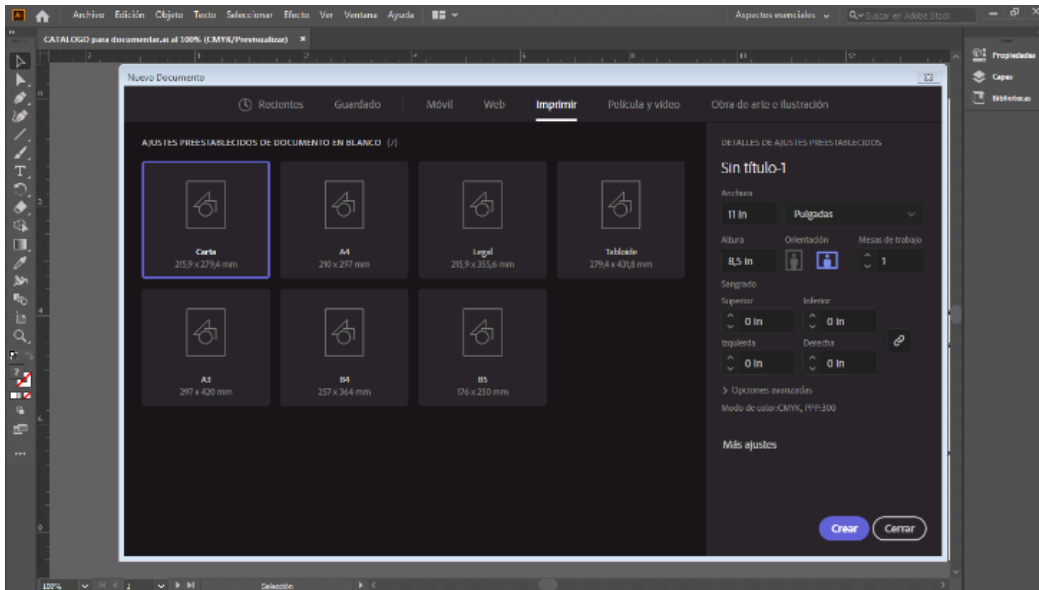 Ai Archivo Edición Objeto Texto Seleccionar Efecto Ver Ventana Ayuda Aspectos esenciales Buscar en Adobe Stock
CATALOGO para documentar.ai al 100% (CMYK/Previsualizar) ×
Propiedades
Capas
Bibliotecas
Nuevo Documento
Recientes Guardado Móvil Web Imprimir Película y vídeo Obra de arte e ilustración
AJUSTES PREESTABLECIDOS DE DOCUMENTO EN BLANCO (7)
Carta
215,9 x 279,4 mm
A4
210 x 297 mm
Legal
215,9 x 355,6 mm
Tabloide
279,4 x 431,8 mm
A3
297 x 420 mm
B4
257 x 364 mm
B5
176 x 250 mm
DETALLES DE AJUSTES PREESTABLECIDOS
Sin título-1
Anchura
11 in Pulgadas
Altura Orientación Mesas de trabajo
8,5 in 1
Sangrado
Superior Inferior
0 in 0 in
Izquierda Derecha
0 in 0 in
> Opciones avanzadas
Modo de color:CMYK, PPP:300
Más ajustes
Crear Cerrar
100% 1 Selección